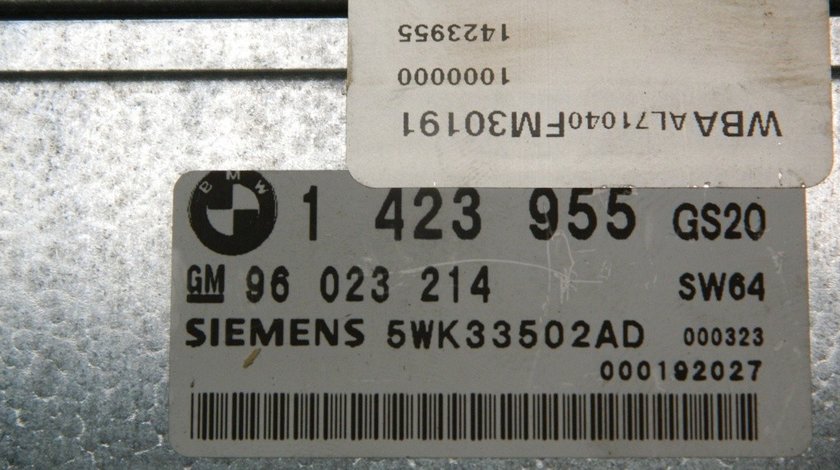 WBAAL71040FM30191
1000000
1423955
BMW 1 423 955 GS20
GM 96 023 214 SW64
SIEMENS 5WK33502AD 000323
000192027